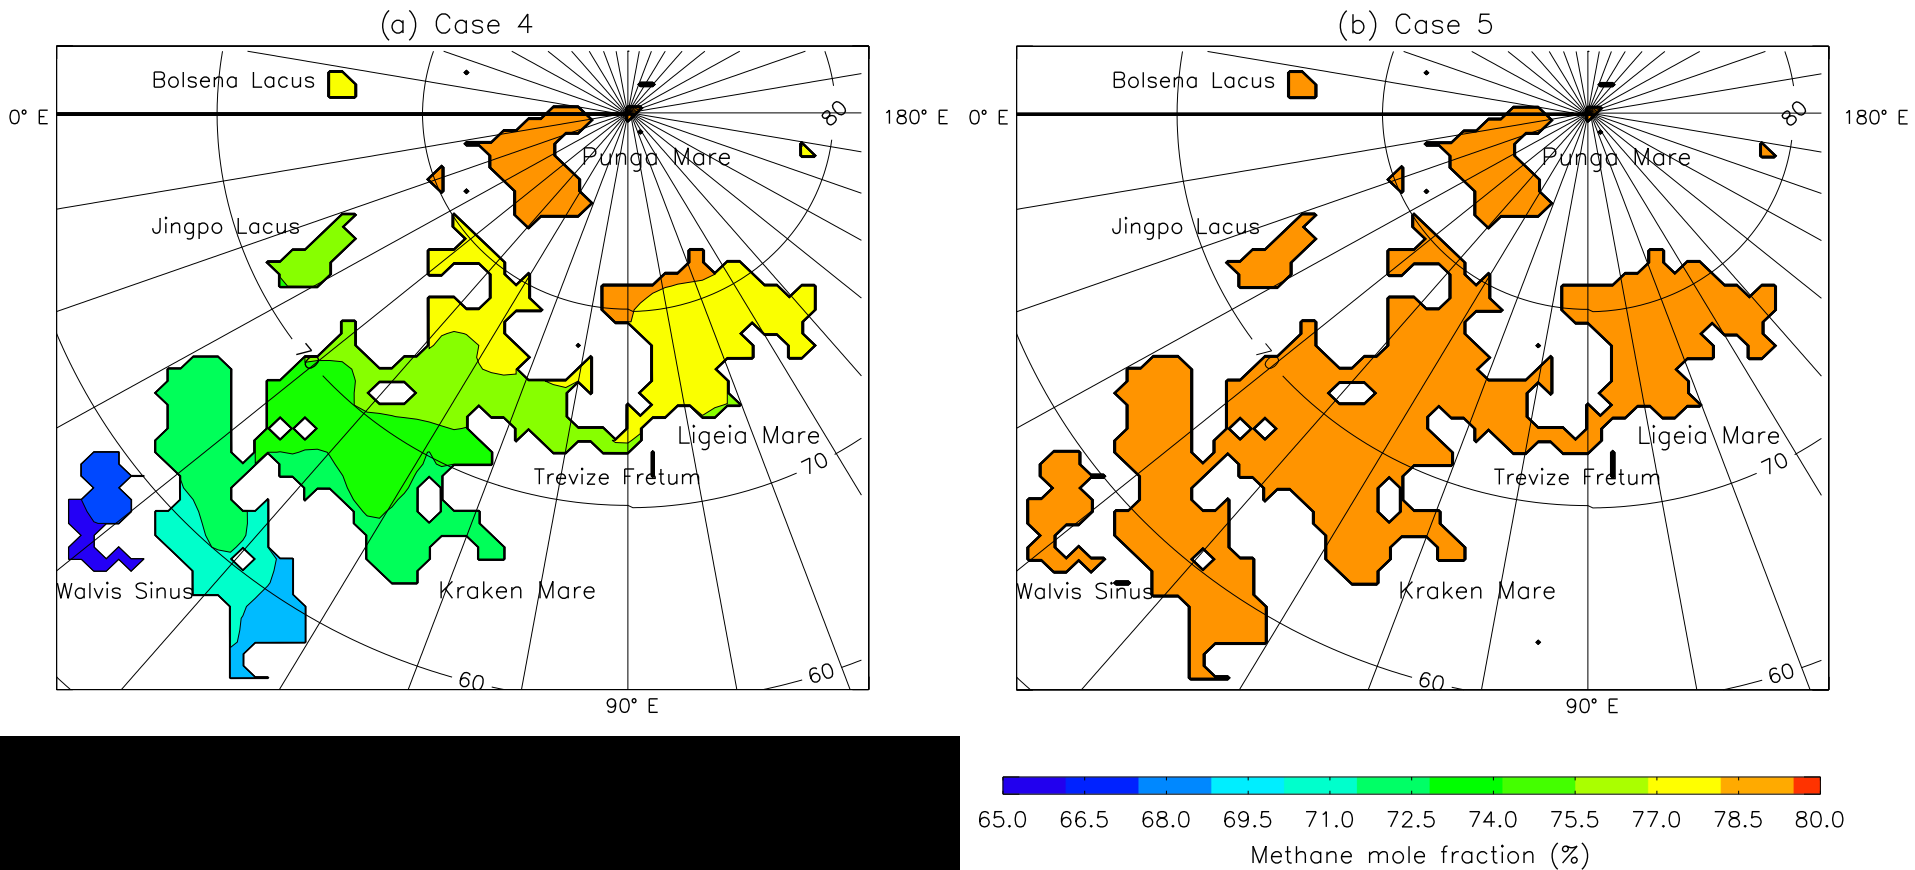 (a) Case 4
Bolsena Lacus
80
0° E
180° E
Punga Mare
Jingpo Lacus
70
Ligeia Mare
70
Trevize Fretum
Walvis Sinus
Kraken Mare
60
60
90° E
(b) Case 5
Bolsena Lacus
80
0° E
180° E
Punga Mare
Jingpo Lacus
70
Ligeia Mare
70
Trevize Fretum
Walvis Sinus
Kraken Mare
60
60
90° E
65.0 66.5 68.0 69.5 71.0 72.5 74.0 75.5 77.0 78.5 80.0
Methane mole fraction (%)